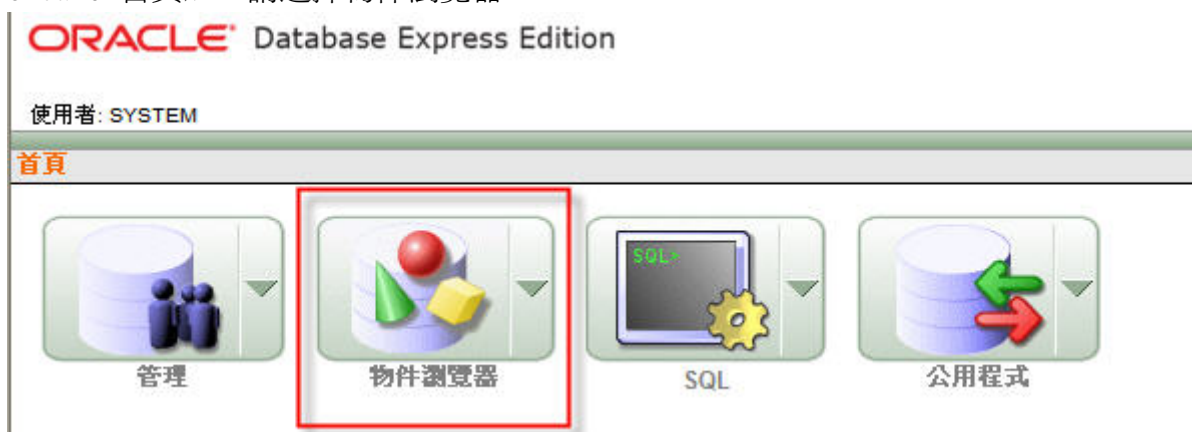 ORACLE Database Express Edition
使用者: SYSTEM
首頁
SQL>
管理
物件瀏覽器
SQL
公用程式